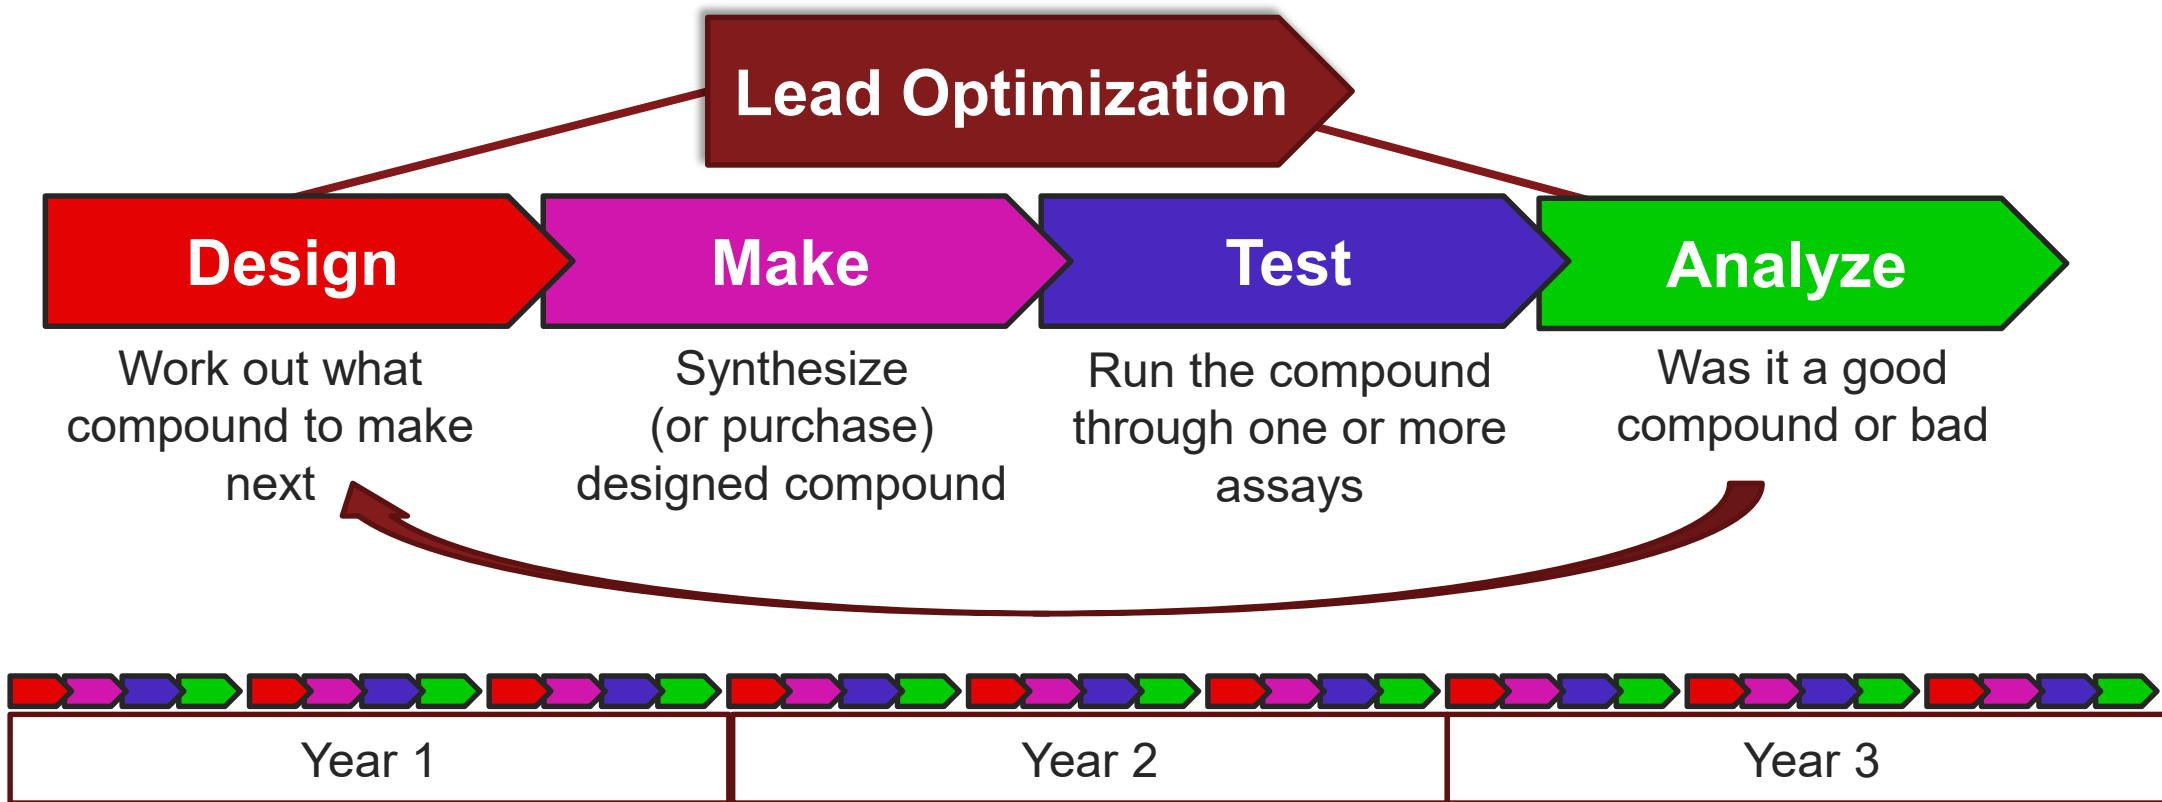 Lead Optimization
Design
Make
Test
Analyze
Work out what
compound to make
next
Synthesize
(or purchase)
designed compound
Run the compound
through one or more
assays
Was it a good
compound or bad
Year 1
Year 2
Year 3